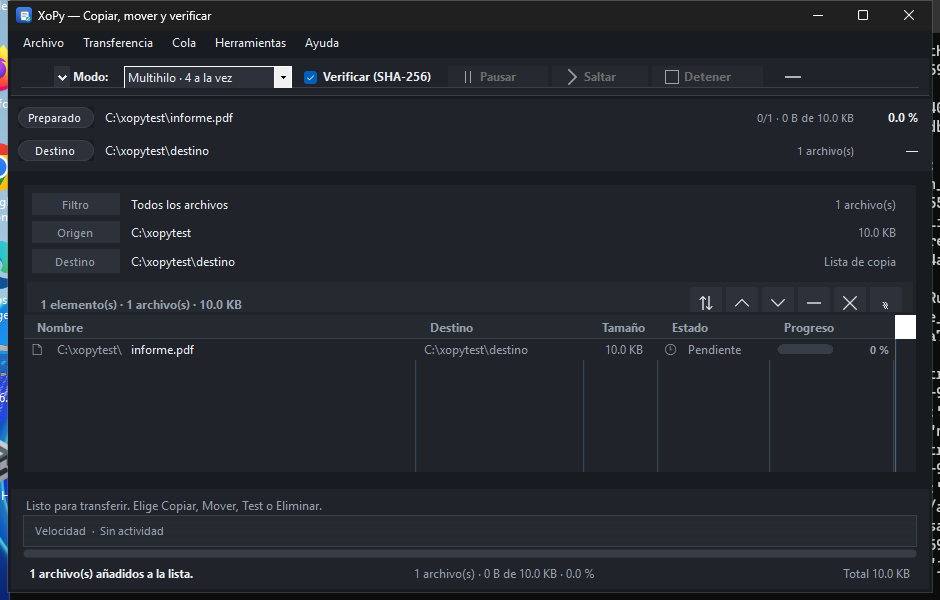 XoPy — Copiar, mover y verificar
Archivo Transferencia Cola Herramientas Ayuda
Modo: Multihilo · 4 a la vez Verificar (SHA-256) Pausar Saltar Detener
Preparado C:\xopytest\informe.pdf 0/1 · 0 B de 10.0 KB 0.0 %
Destino C:\xopytest\destino 1 archivo(s) —
Filtro Todos los archivos 1 archivo(s)
Origen C:\xopytest 10.0 KB
Destino C:\xopytest\destino Lista de copia
1 elemento(s) · 1 archivo(s) · 10.0 KB
Nombre Destino Tamaño Estado Progreso
C:\xopytest\ informe.pdf C:\xopytest\destino 10.0 KB Pendiente 0 %
Listo para transferir. Elige Copiar, Mover, Test o Eliminar.
Velocidad · Sin actividad
1 archivo(s) añadidos a la lista. 1 archivo(s) · 0 B de 10.0 KB · 0.0 % Total 10.0 KB